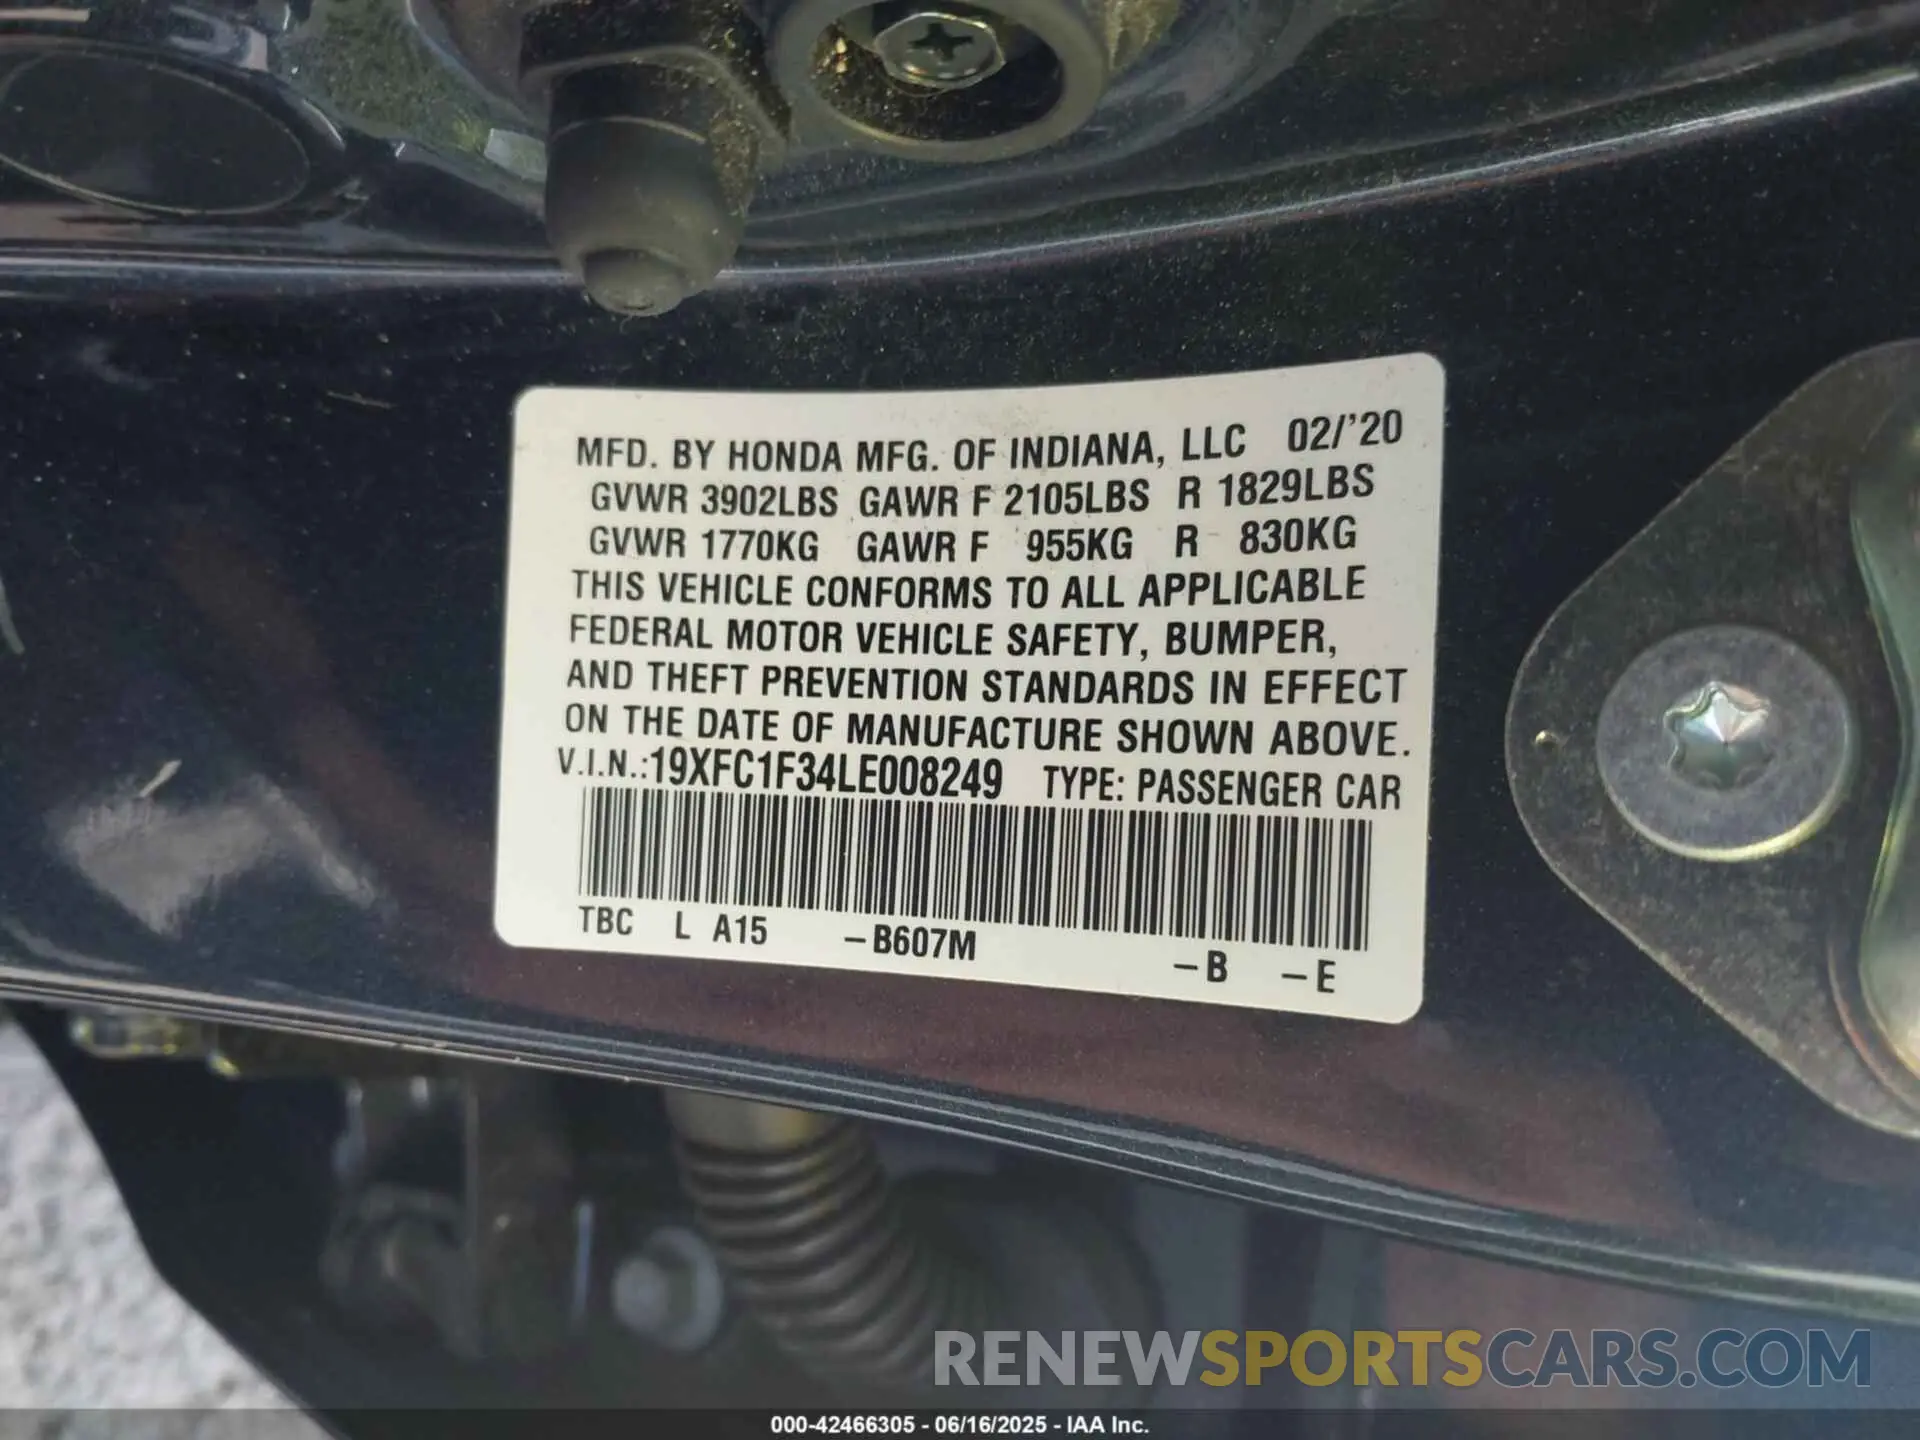 MFD. BY HONDA MFG. OF INDIANA, LLC 02/'20
GVWR 3902LBS GAWR F 2105LBS R 1829LBS
GVWR 1770KG GAWR F 955KG R 830KG
THIS VEHICLE CONFORMS TO ALL APPLICABLE
FEDERAL MOTOR VEHICLE SAFETY, BUMPER,
AND THEFT PREVENTION STANDARDS IN EFFECT
ON THE DATE OF MANUFACTURE SHOWN ABOVE.
V.I.N.:19XFC1F34LE008249 TYPE: PASSENGER CAR
TBC L A15 –B607M –B –E
RENEWSPORTSCARS.COM
000-42466305 - 06/16/2025 - IAA Inc.